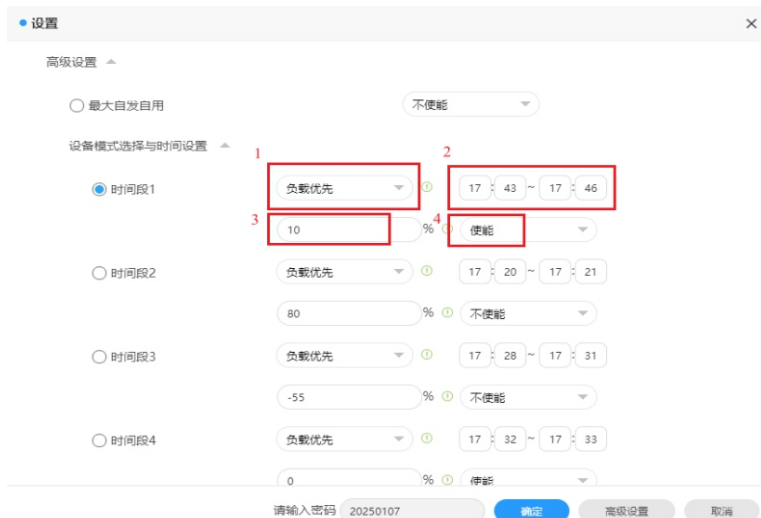 设置
高级设置
最大自发自用 不使能
设备模式选择与时间设置
1 2
时间段1 负载优先 17 : 43 ~ 17 : 46
3 10 % 4 使能
时间段2 负载优先 17 : 20 ~ 17 : 21
80 % 不使能
时间段3 负载优先 17 : 28 ~ 17 : 31
-55 % 不使能
时间段4 负载优先 17 : 32 ~ 17 : 33
0 % 使能
请输入密码 20250107 确定 高级设置 取消